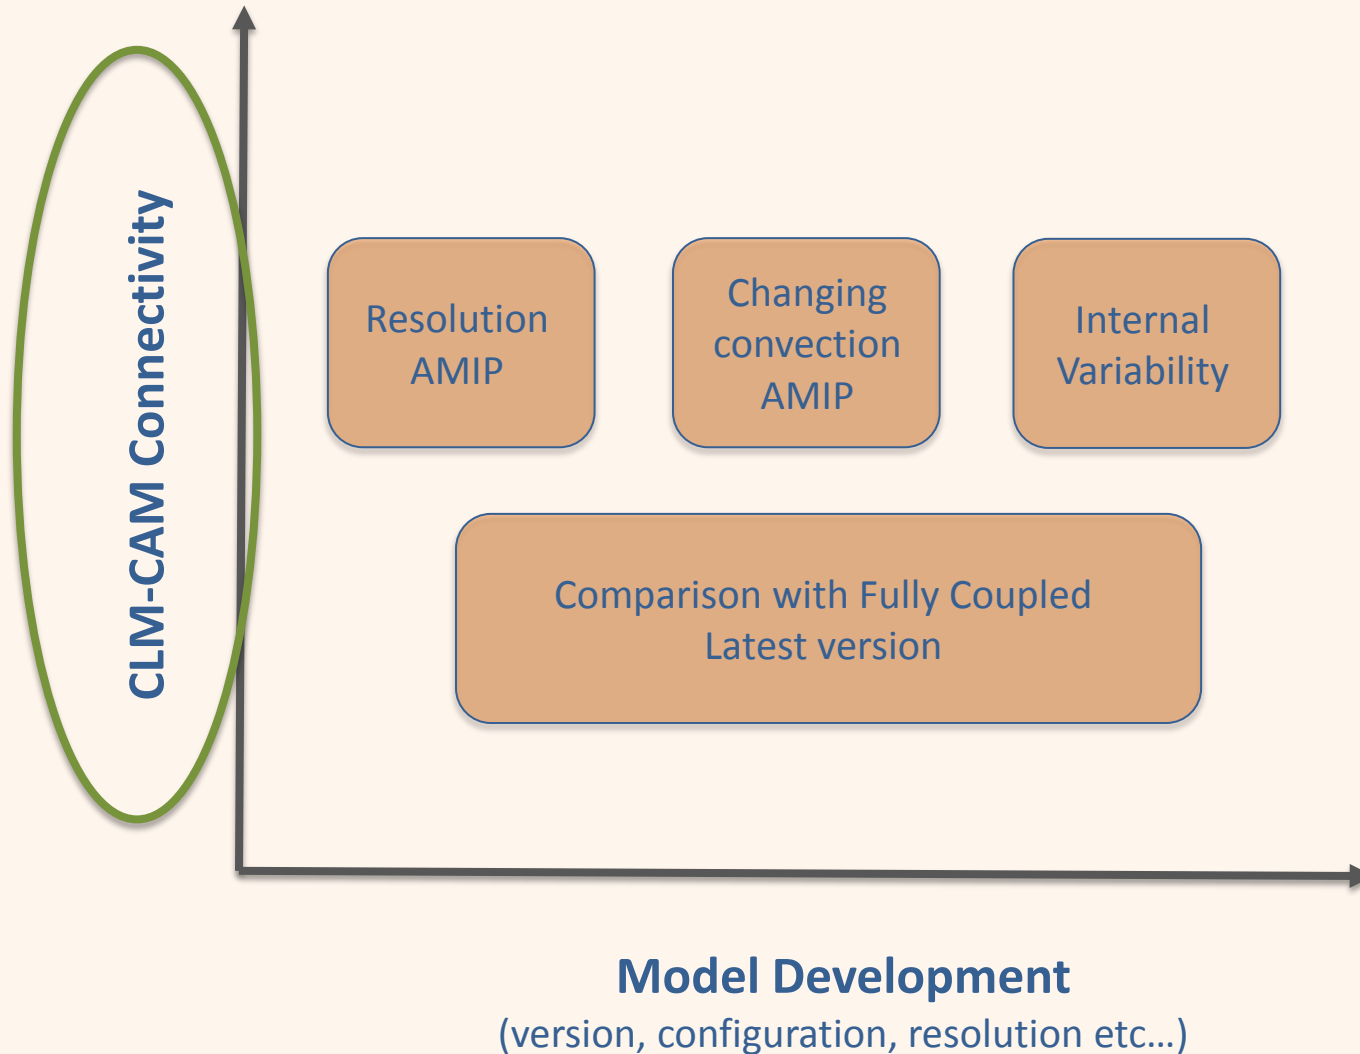 CLM-CAM Connectivity
Resolution
AMIP
Changing
convection
AMIP
Internal
Variability
Comparison with Fully Coupled
Latest version
Model Development
(version, configuration, resolution etc…)